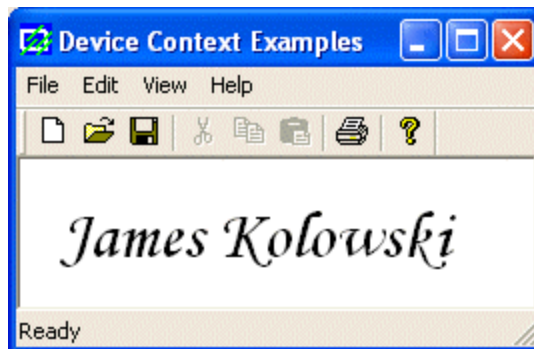 Device Context Examples
File Edit View Help
James Kolowski
Ready